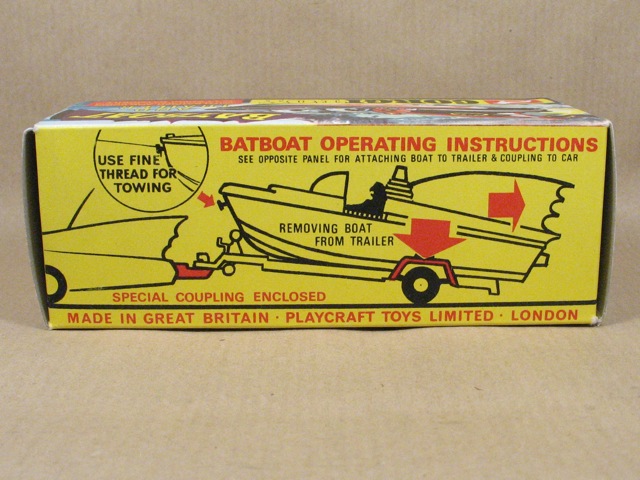 BATBOAT
BATBOAT OPERATING INSTRUCTIONS
SEE OPPOSITE PANEL FOR ATTACHING BOAT TO TRAILER & COUPLING TO CAR
USE FINE
THREAD FOR
TOWING
REMOVING BOAT
FROM TRAILER
SPECIAL COUPLING ENCLOSED
MADE IN GREAT BRITAIN · PLAYCRAFT TOYS LIMITED · LONDON